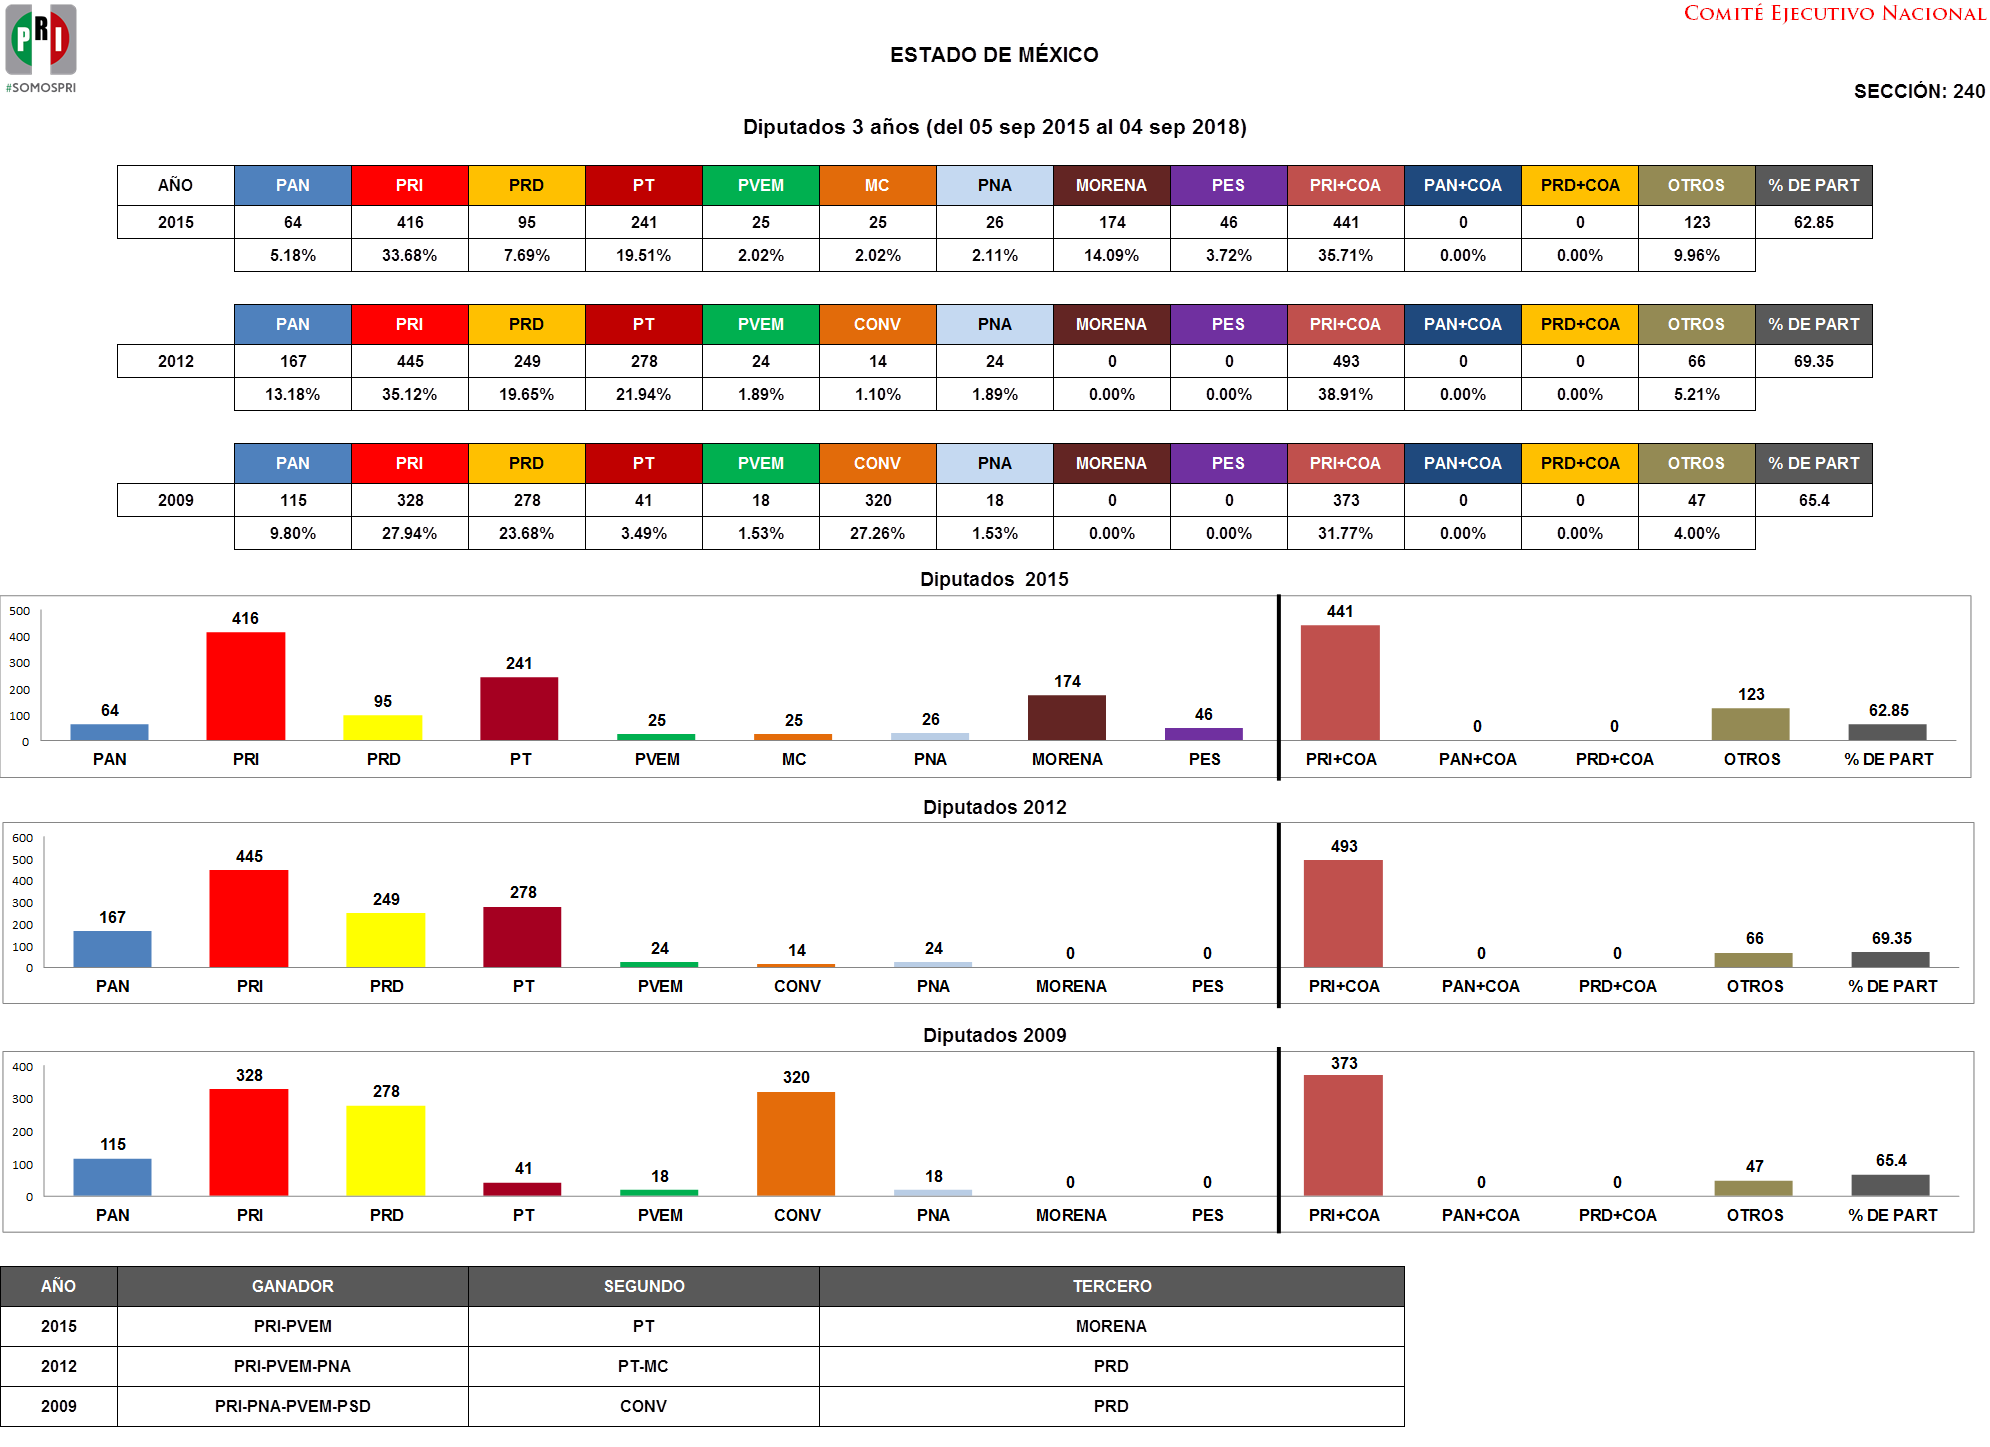 PRI
#SOMOSPRI
COMITÉ EJECUTIVO NACIONAL
ESTADO DE MÉXICO
SECCIÓN: 240
Diputados 3 años (del 05 sep 2015 al 04 sep 2018)
AÑO PAN PRI PRD PT PVEM MC PNA MORENA PES PRI+COA PAN+COA PRD+COA OTROS % DE PART
2015 64 416 95 241 25 25 26 174 46 441 0 0 123 62.85
5.18% 33.68% 7.69% 19.51% 2.02% 2.02% 2.11% 14.09% 3.72% 35.71% 0.00% 0.00% 9.96%
PAN PRI PRD PT PVEM CONV PNA MORENA PES PRI+COA PAN+COA PRD+COA OTROS % DE PART
2012 167 445 249 278 24 14 24 0 0 493 0 0 66 69.35
13.18% 35.12% 19.65% 21.94% 1.89% 1.10% 1.89% 0.00% 0.00% 38.91% 0.00% 0.00% 5.21%
PAN PRI PRD PT PVEM CONV PNA MORENA PES PRI+COA PAN+COA PRD+COA OTROS % DE PART
2009 115 328 278 41 18 320 18 0 0 373 0 0 47 65.4
9.80% 27.94% 23.68% 3.49% 1.53% 27.26% 1.53% 0.00% 0.00% 31.77% 0.00% 0.00% 4.00%
Diputados 2015
500
400
300
200
100
0
64 416 95 241 25 25 26 174 46 441 0 0 123 62.85
PAN PRI PRD PT PVEM MC PNA MORENA PES PRI+COA PAN+COA PRD+COA OTROS % DE PART
Diputados 2012
600
500
400
300
200
100
0
167 445 249 278 24 14 24 0 0 493 0 0 66 69.35
PAN PRI PRD PT PVEM CONV PNA MORENA PES PRI+COA PAN+COA PRD+COA OTROS % DE PART
Diputados 2009
400
300
200
100
0
115 328 278 41 18 320 18 0 0 373 0 0 47 65.4
PAN PRI PRD PT PVEM CONV PNA MORENA PES PRI+COA PAN+COA PRD+COA OTROS % DE PART
AÑO GANADOR SEGUNDO TERCERO
2015 PRI-PVEM PT MORENA
2012 PRI-PVEM-PNA PT-MC PRD
2009 PRI-PNA-PVEM-PSD CONV PRD